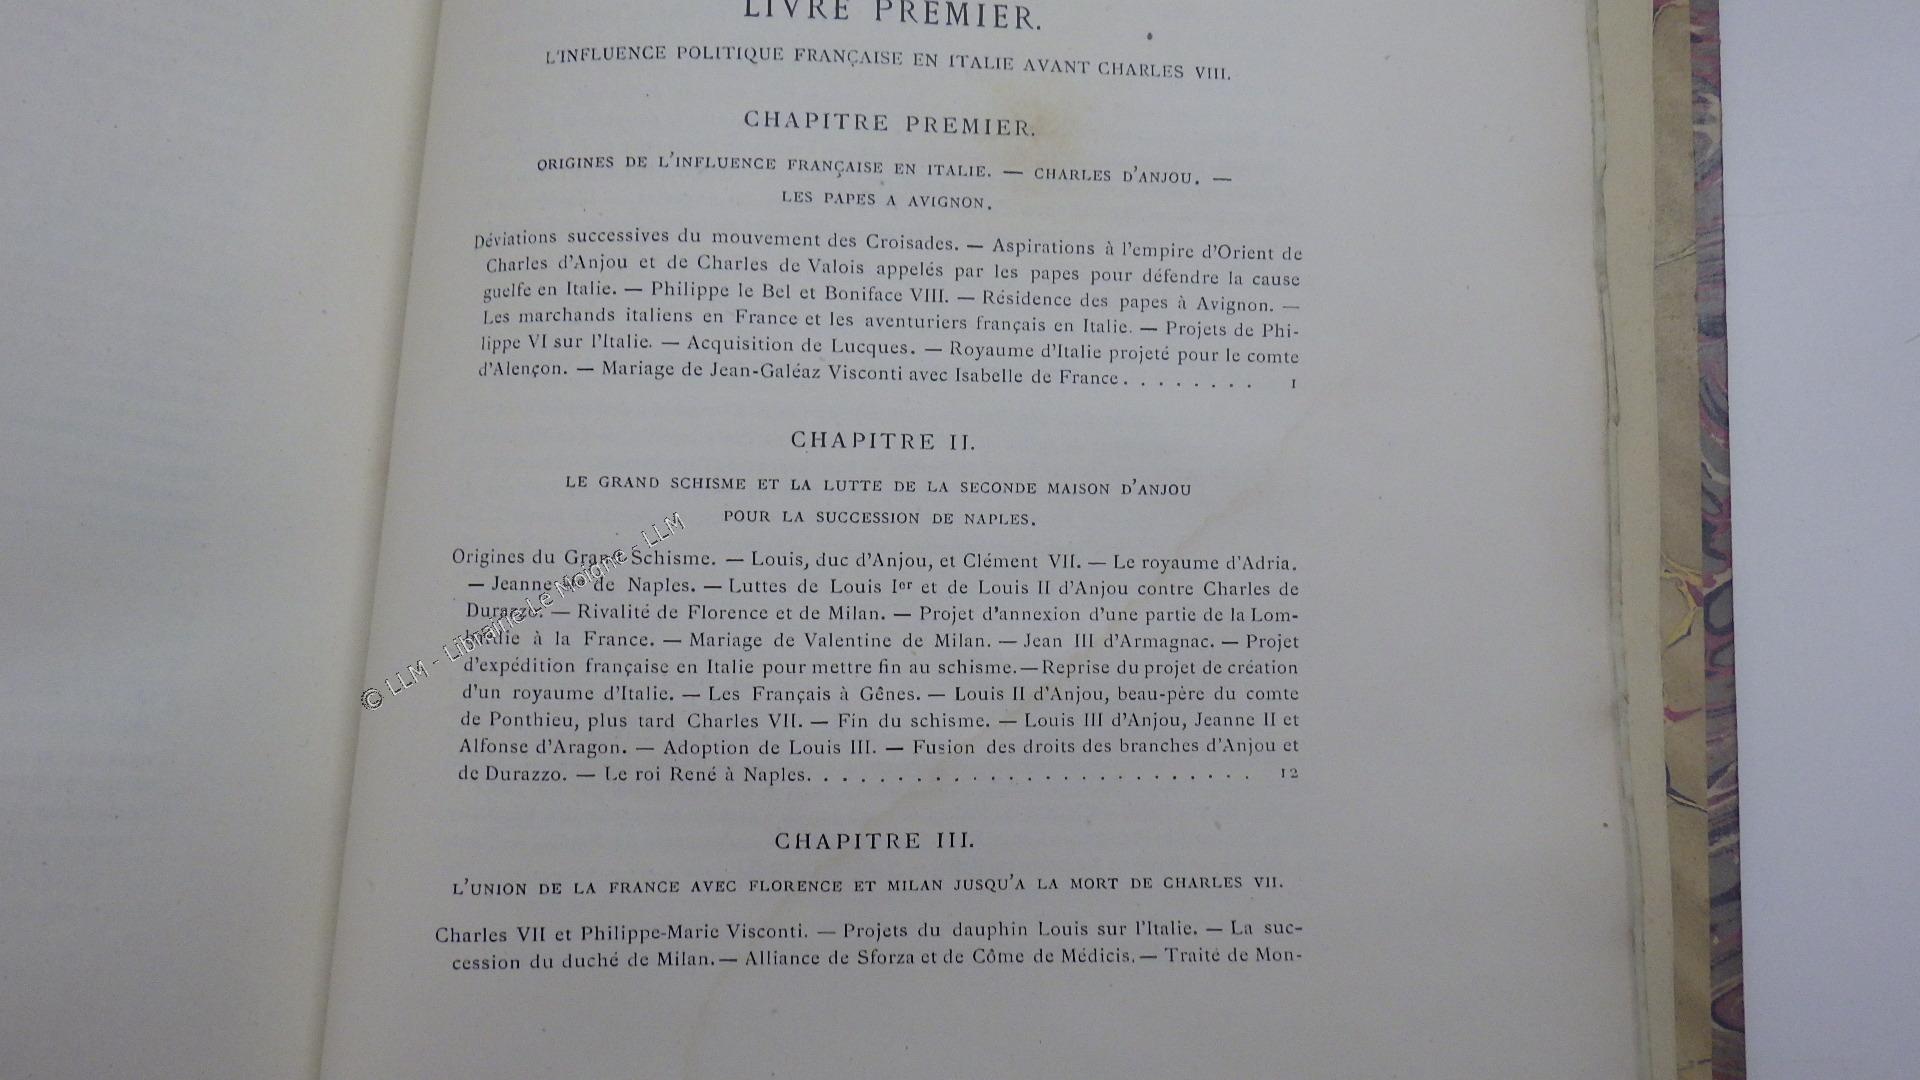 LIVRE PREMIER.
L'INFLUENCE POLITIQUE FRANÇAISE EN ITALIE AVANT CHARLES VIII.
CHAPITRE PREMIER.
ORIGINES DE L'INFLUENCE FRANÇAISE EN ITALIE. — CHARLES D'ANJOU. —
LES PAPES A AVIGNON.
Déviations successives du mouvement des Croisades. — Aspirations à l'empire d'Orient de
Charles d'Anjou et de Charles de Valois appelés par les papes pour défendre la cause
guelfe en Italie. — Philippe le Bel et Boniface VIII. — Résidence des papes à Avignon. —
Les marchands italiens en France et les aventuriers français en Italie. — Projets de Phi-
lippe VI sur l'Italie. — Acquisition de Lucques. — Royaume d'Italie projeté pour le comte
d'Alençon. — Mariage de Jean-Galéaz Visconti avec Isabelle de France. . . . . . . . . 1
CHAPITRE II.
LE GRAND SCHISME ET LA LUTTE DE LA SECONDE MAISON D'ANJOU
POUR LA SUCCESSION DE NAPLES.
Origines du Grand Schisme. — Louis, duc d'Anjou, et Clément VII. — Le royaume d'Adria.
— Jeanne de Naples. — Luttes de Louis Ier et de Louis II d'Anjou contre Charles de
Durazzo. — Rivalité de Florence et de Milan. — Projet d'annexion d'une partie de la Lom-
bardie à la France. — Mariage de Valentine de Milan. — Jean III d'Armagnac. — Projet
d'expédition française en Italie pour mettre fin au schisme. — Reprise du projet de création
d'un royaume d'Italie. — Les Français à Gênes. — Louis II d'Anjou, beau-père du comte
de Ponthieu, plus tard Charles VII. — Fin du schisme. — Louis III d'Anjou, Jeanne II et
Alfonse d'Aragon. — Adoption de Louis III. — Fusion des droits des branches d'Anjou et
de Durazzo. — Le roi René à Naples. . . . . . . . . . . . . . . . . . . . . . . . . 12
CHAPITRE III.
L'UNION DE LA FRANCE AVEC FLORENCE ET MILAN JUSQU'A LA MORT DE CHARLES VII.
Charles VII et Philippe-Marie Visconti. — Projets du dauphin Louis sur l'Italie. — La suc-
cession du duché de Milan. — Alliance de Sforza et de Côme de Médicis. — Traité de Mon-
© LLM - Librairie Le Moigne - LLM